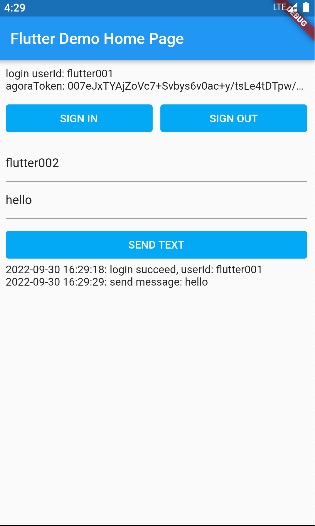 4:29
LTE
DEBUG
Flutter Demo Home Page
login userId: flutter001
agoraToken: 007eJxTYAjZoVc7+Svbys6v0ac+y/tsLe4tDTpw/...
SIGN IN
SIGN OUT
flutter002
hello
SEND TEXT
2022-09-30 16:29:18: login succeed, userId: flutter001
2022-09-30 16:29:29: send message: hello